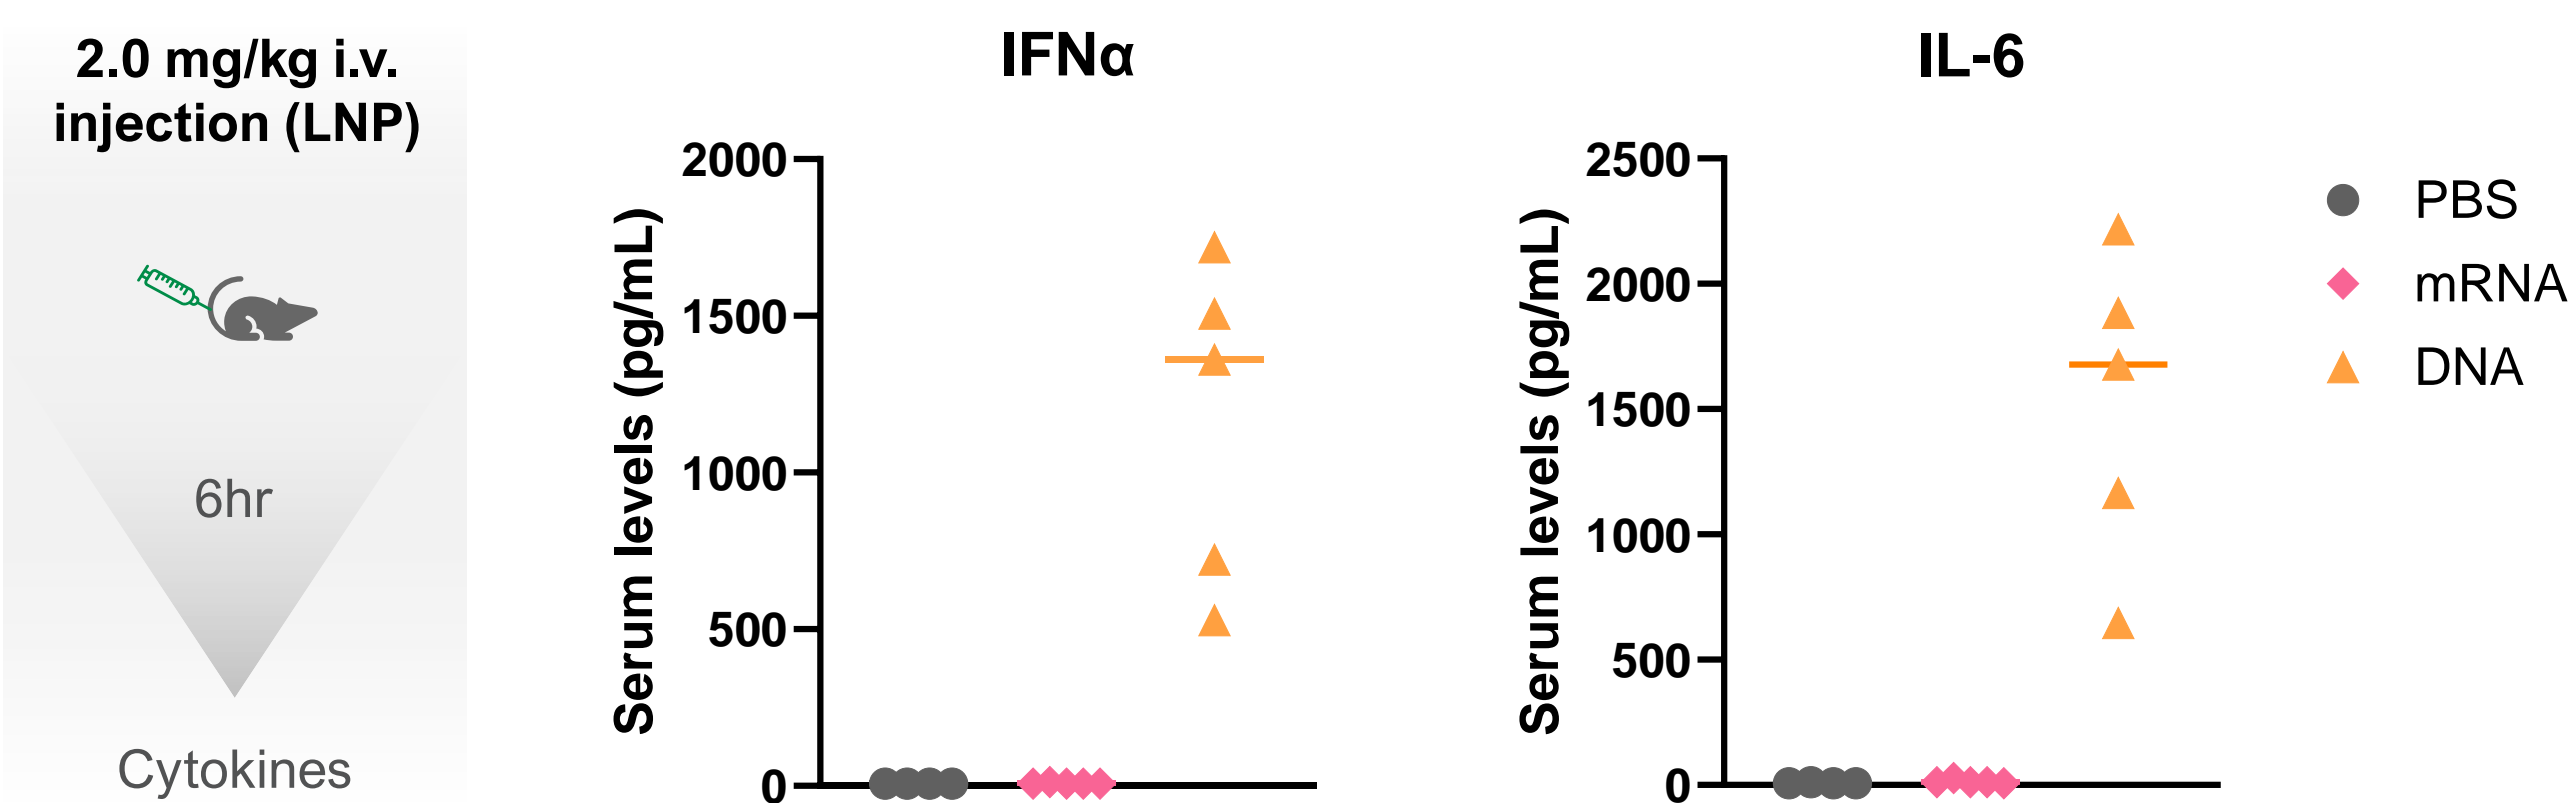 2.0 mg/kg i.v.
injection (LNP)
6hr
Cytokines
IFNα
Serum levels (pg/mL)
2000
1500
1000
500
0
IL-6
Serum levels (pg/mL)
2500
2000
1500
1000
500
0
PBS
mRNA
DNA